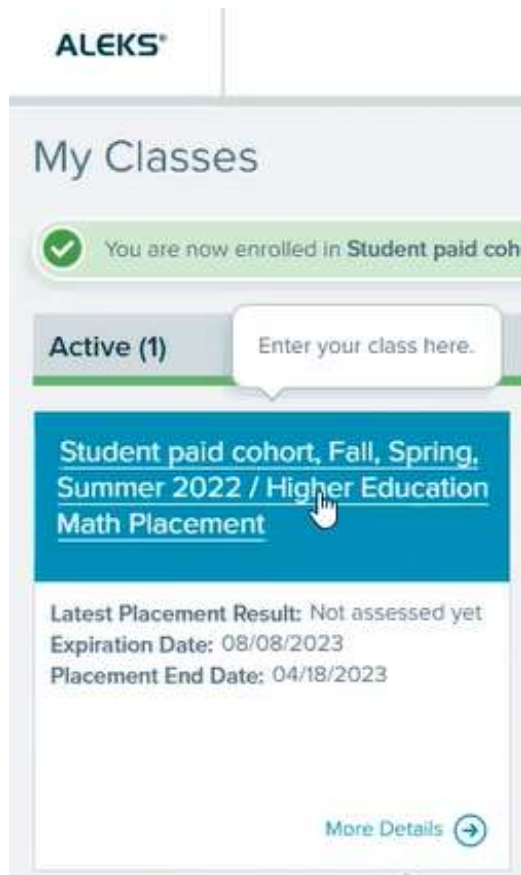 ALEKS®
My Classes
You are now enrolled in Student paid
Active (1)
Enter your class here.
Student paid cohort, Fall, Spring,
Summer 2022 / Higher Education
Math Placement
Latest Placement Result: Not assessed yet
Expiration Date: 08/08/2023
Placement End Date: 04/18/2023
More Details